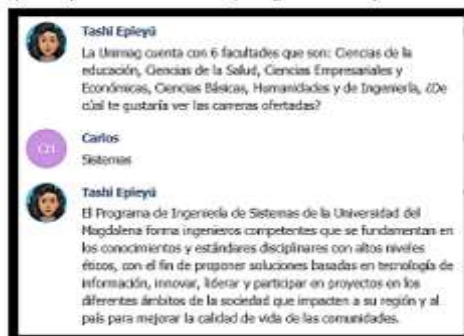 Tashi Epieyú
La Unimag cuenta con 6 facultades que son: Ciencias de la
educación, Ciencias de la Salud, Ciencias Empresariales y
Económicas, Ciencias Básicas, Humanidades y de Ingeniería, ¿De
cúal te gustaría ver las carreras ofertadas?
CH
Carlos
Sistemas
Tashi Epieyú
El Programa de Ingeniería de Sistemas de la Universidad del
Magdalena forma ingenieros competentes que se fundamentan en
los conocimientos y estándares disciplinares con altos niveles
éticos, con el fin de proponer soluciones basadas en tecnología de
información, innovar, liderar y participar en proyectos en los
diferentes ámbitos de la sociedad que impacten a su región y al
país para mejorar la calidad de vida de las comunidades.